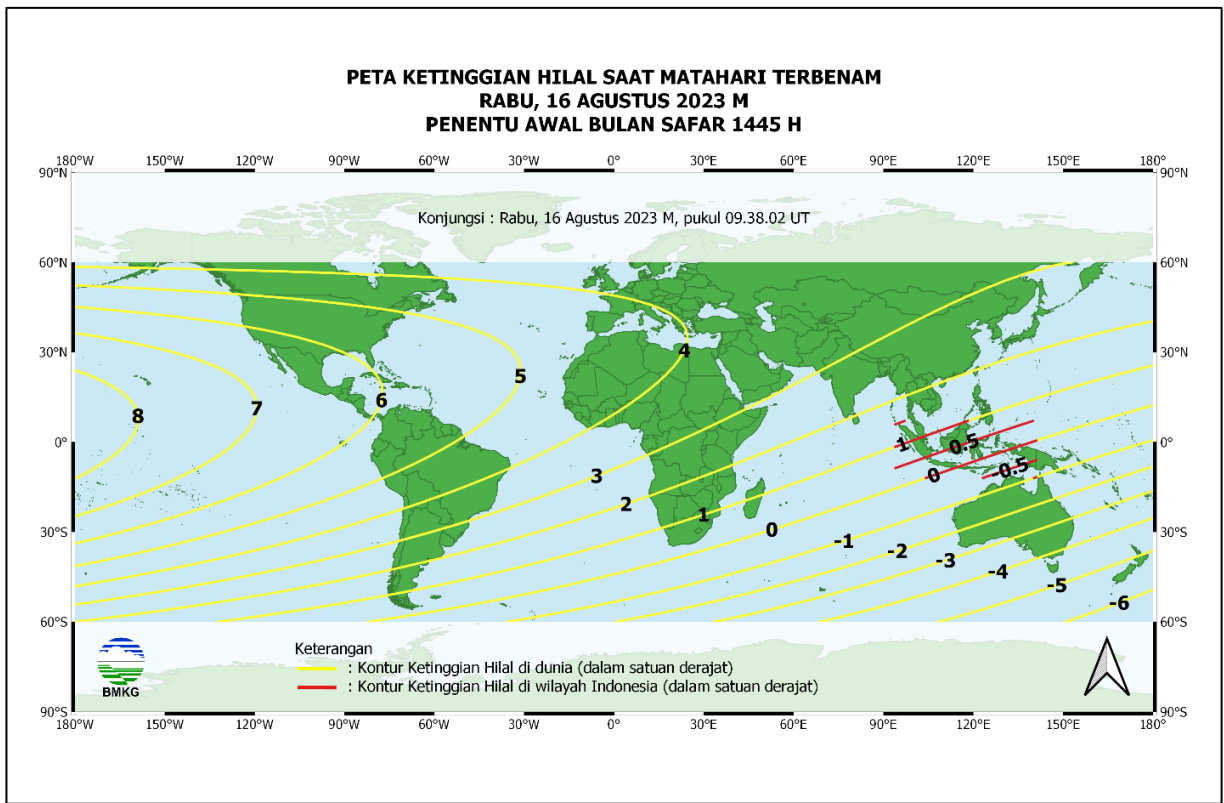 PETA KETINGGIAN HILAL SAAT MATAHARI TERBENAM
RABU, 16 AGUSTUS 2023 M
PENENTU AWAL BULAN SAFAR 1445 H
180°W 150°W 120°W 90°W 60°W 30°W 0° 30°E 60°E 90°E 120°E 150°E 180°
90°N 90°N
Konjungsi : Rabu, 16 Agustus 2023 M, pukul 09.38.02 UT
60°N 60°N
30°N 4 30°N
5
6
7
8
0° 1 0.5 0°
3 0 -0.5
2
1
0
30°S 30°S
-1
-2
-3
-4
-5
-6
60°S 60°S
Keterangan
: Kontur Ketinggian Hilal di dunia (dalam satuan derajat)
: Kontur Ketinggian Hilal di wilayah Indonesia (dalam satuan derajat)
BMKG
90°S 90°S
180°W 150°W 120°W 90°W 60°W 30°W 0° 30°E 60°E 90°E 120°E 150°E 180°